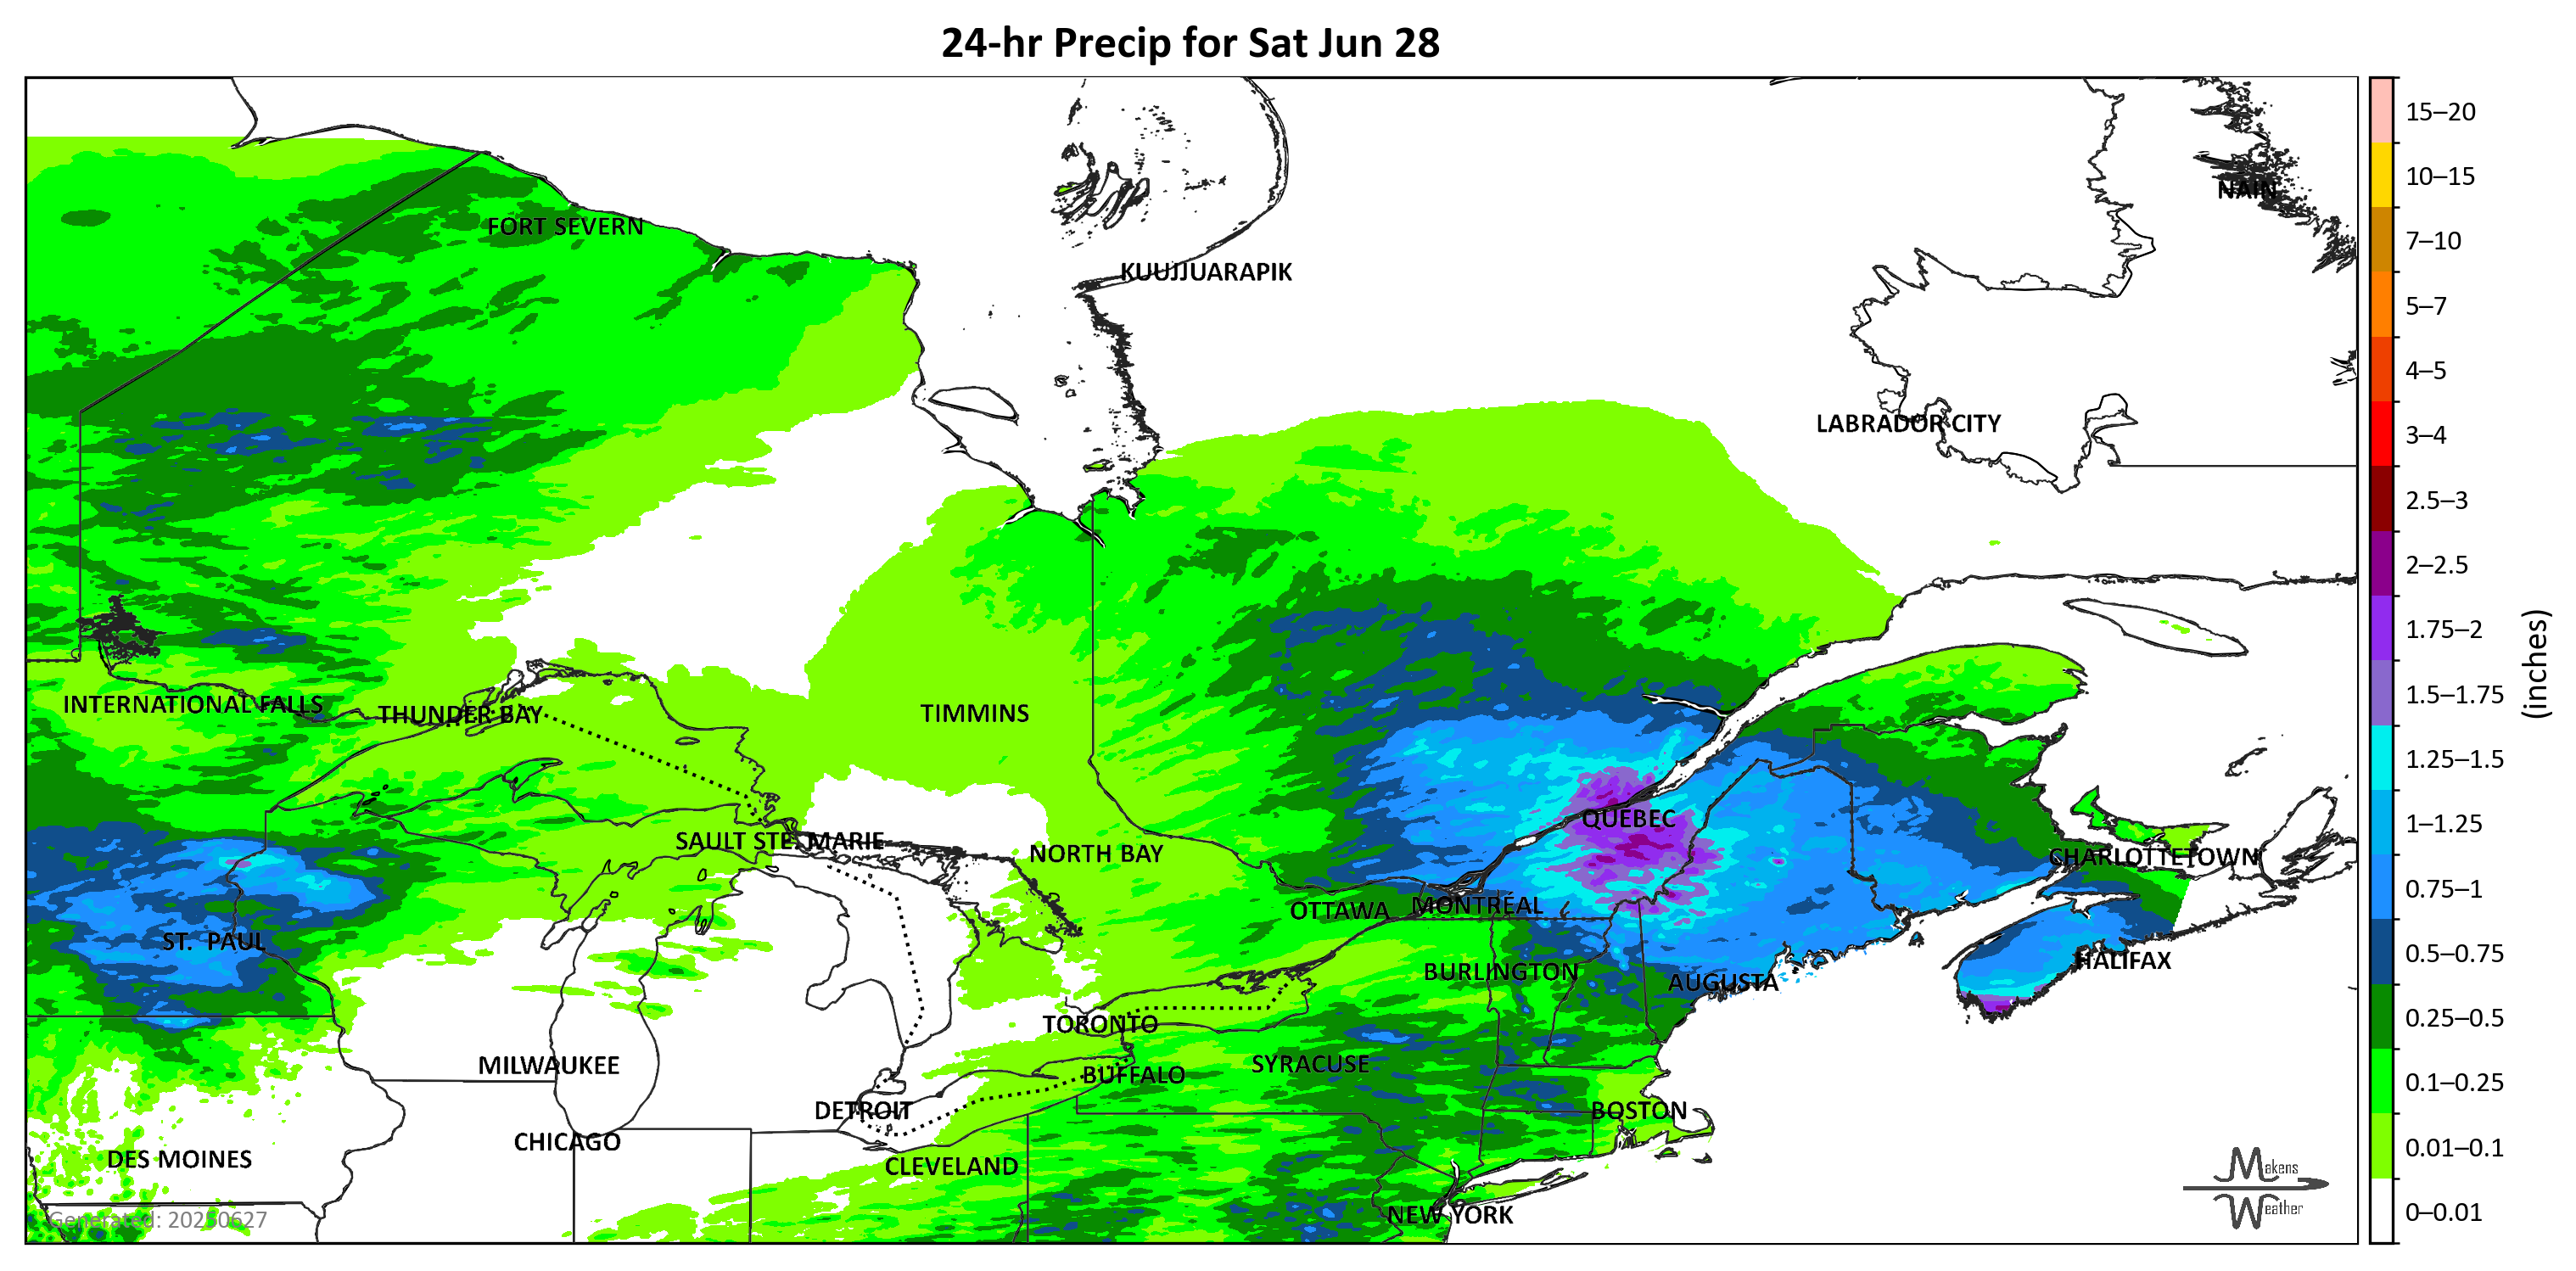 24-hr Precip for Sat Jun 28
NAIN
FORT SEVERN
KUUJJUARAPIK
LABRADOR CITY
INTERNATIONAL FALLS
THUNDER BAY
TIMMINS
QUEBEC
SAULT STE. MARIE
NORTH BAY
CHARLOTTETOWN
OTTAWA
MONTRÉAL
ST. PAUL
HALIFAX
BURLINGTON
AUGUSTA
TORONTO
SYRACUSE
MILWAUKEE
BUFFALO
DETROIT
BOSTON
CHICAGO
DES MOINES
CLEVELAND
NEW YORK
Generated: 20250627
Makens
Weather
15–20
10–15
7–10
5–7
4–5
3–4
2.5–3
2–2.5
1.75–2
1.5–1.75
1.25–1.5
1–1.25
0.75–1
0.5–0.75
0.25–0.5
0.1–0.25
0.01–0.1
0–0.01
(inches)